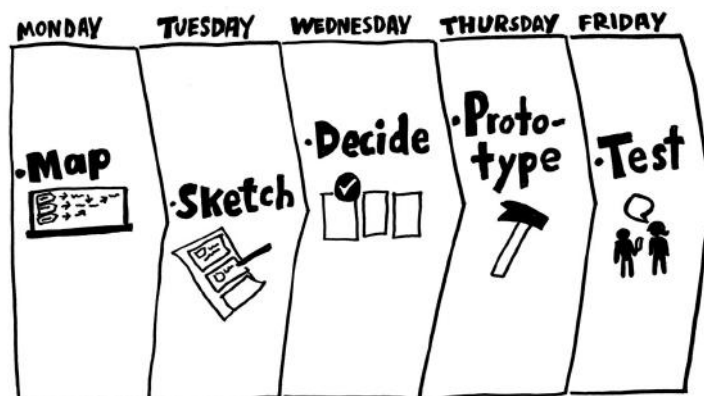 MONDAY
TUESDAY
WEDNESDAY
THURSDAY
FRIDAY
·Map
·Sketch
·Decide
·Proto-
type
·Test